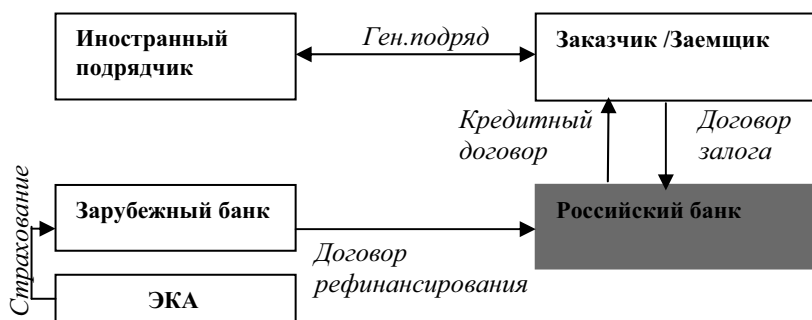 Иностранный
подрядчик
Ген.подряд
Заказчик /Заемщик
Кредитный
договор
Договор
залога
Страхование
Зарубежный банк
Российский банк
Договор
рефинансирования
ЭКА